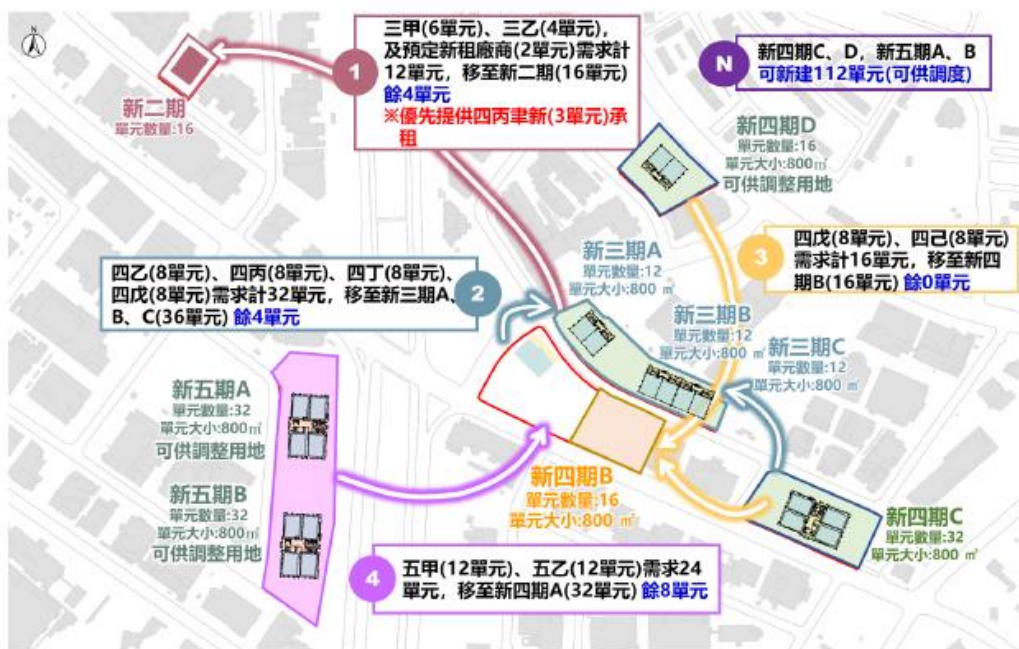 N
1
三甲(6單元)、三乙(4單元),
及預定新租廠商(2單元)需求計
12單元，移至新二期(16單元)
餘4單元
※優先提供四丙聿新(3單元)承
租
N
新四期C、D，新五期A、B
可新建112單元(可供調度)
新二期
單元數量:16
新四期D
單元數量:16
單元大小:800㎡
可供調整用地
3
四戊(8單元)、四己(8單元)
需求計16單元，移至新四
期B(16單元) 餘0單元
2
四乙(8單元)、四丙(8單元)、四丁(8單元)、
四戊(8單元)需求計32單元，移至新三期A、
B、C(36單元) 餘4單元
新三期A
單元數量:12
單元大小:800 ㎡
新三期B
單元數量:12
單元大小:800 ㎡
新三期C
單元數量:12
單元大小:800 ㎡
新五期A
單元數量:32
單元大小:800㎡
可供調整用地
新五期B
單元數量:32
單元大小:800㎡
可供調整用地
新四期B
單元數量:16
單元大小:800 ㎡
新四期C
單元數量:32
單元大小:800 ㎡
4
五甲(12單元)、五乙(12單元)需求24
單元，移至新四期A(32單元) 餘8單元